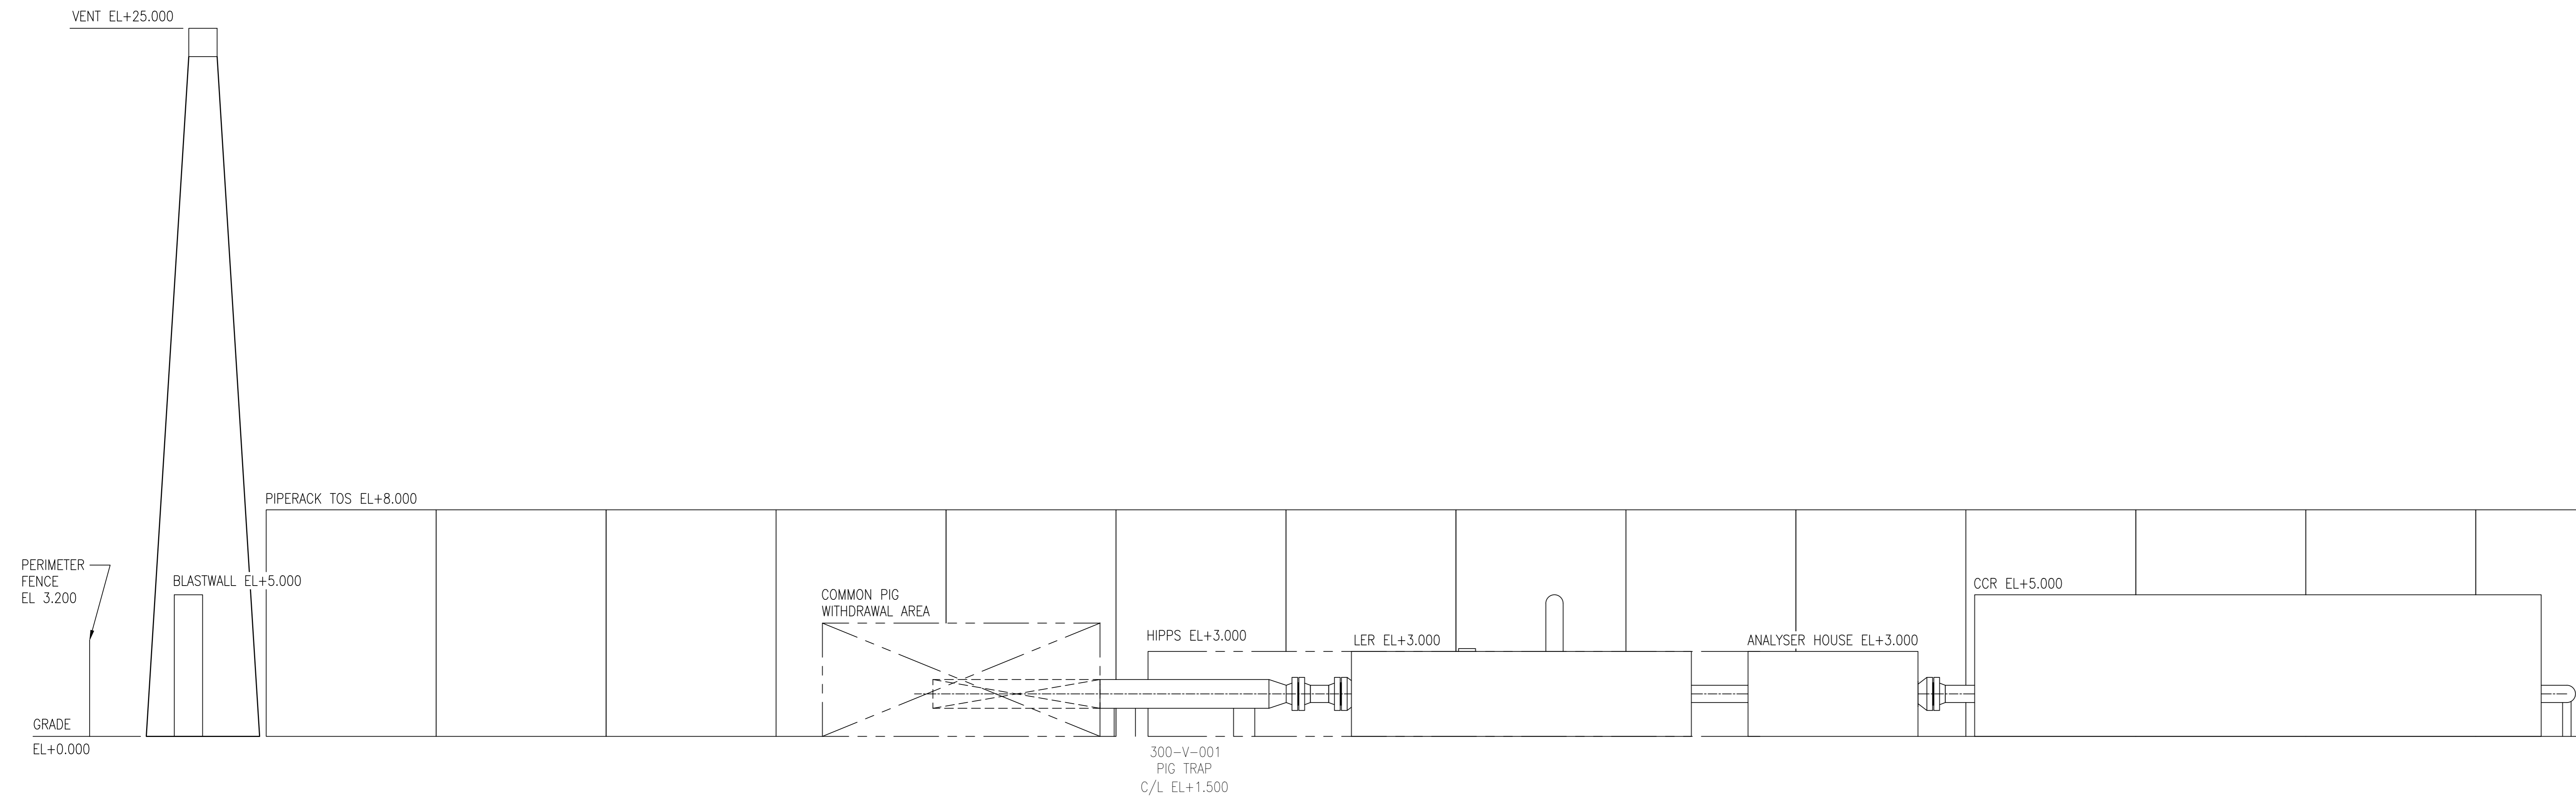 VENT EL+25.000
PIPERACK TOS EL+8.000
PERIMETER
FENCE
EL 3.200
BLASTWALL EL+5.000
COMMON PIG
WITHDRAWAL AREA
HIPPS EL+3.000
LER EL+3.000
ANALYSER HOUSE EL+3.000
CCR EL+5.000
GRADE
EL+0.000
300-V-001
PIG TRAP
C/L EL+1.500